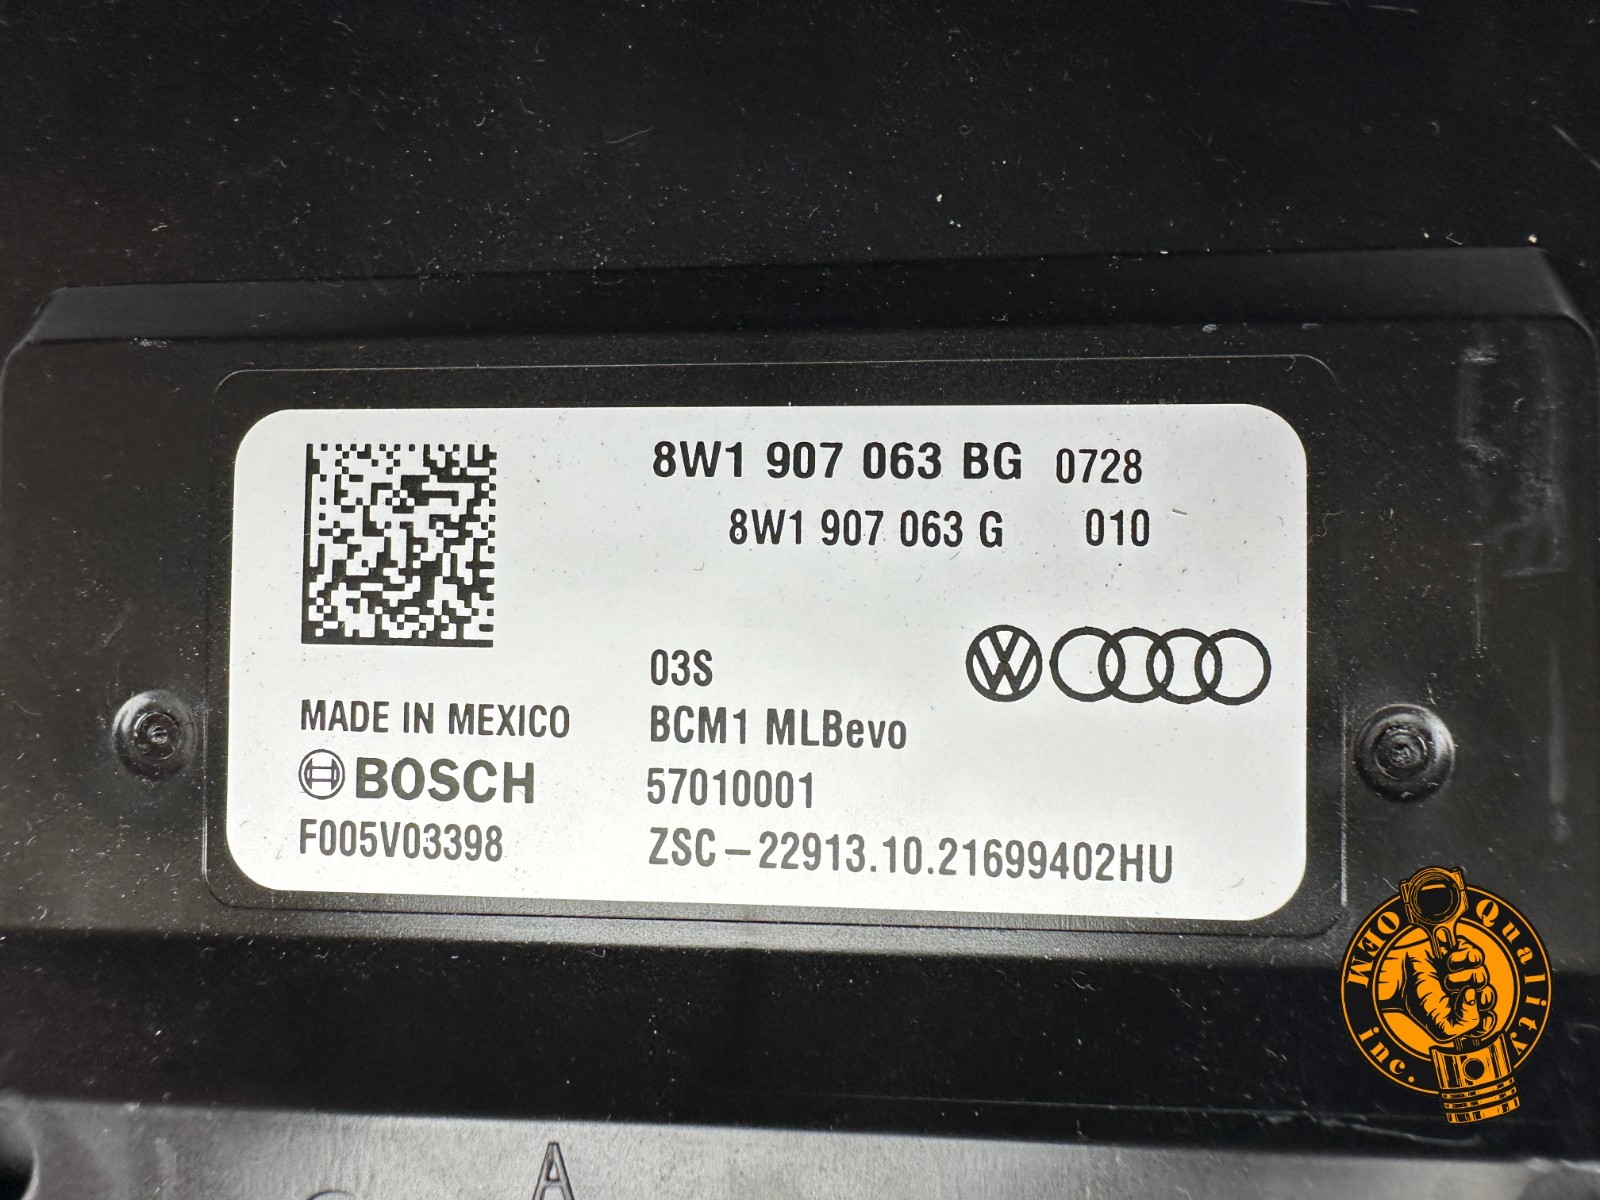 8W1 907 063 BG 0728
8W1 907 063 G 010
03S
MADE IN MEXICO
BCM1 MLBevo
BOSCH
57010001
F005V03398
ZSC-22913.10.21699402HU
OEM Quality inc.
A